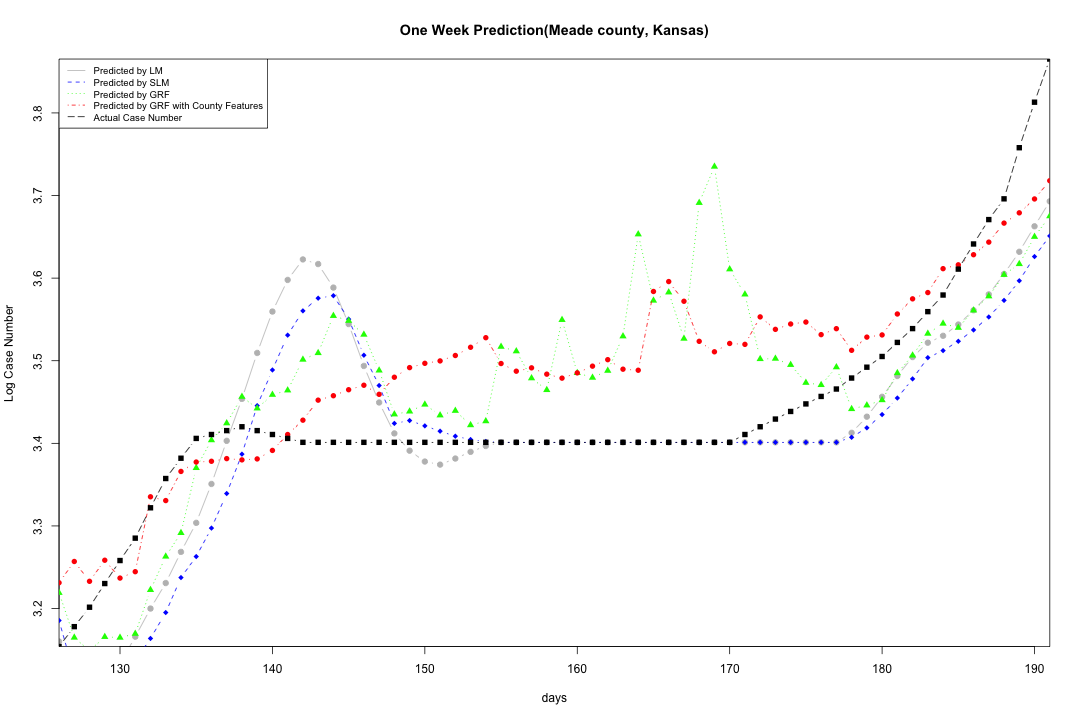 One Week Prediction(Meade county, Kansas)
Predicted by LM
Predicted by SLM
Predicted by GRF
Predicted by GRF with County Features
Actual Case Number
Log Case Number
3.8
3.7
3.6
3.5
3.4
3.3
3.2
130 140 150 160 170 180 190
days